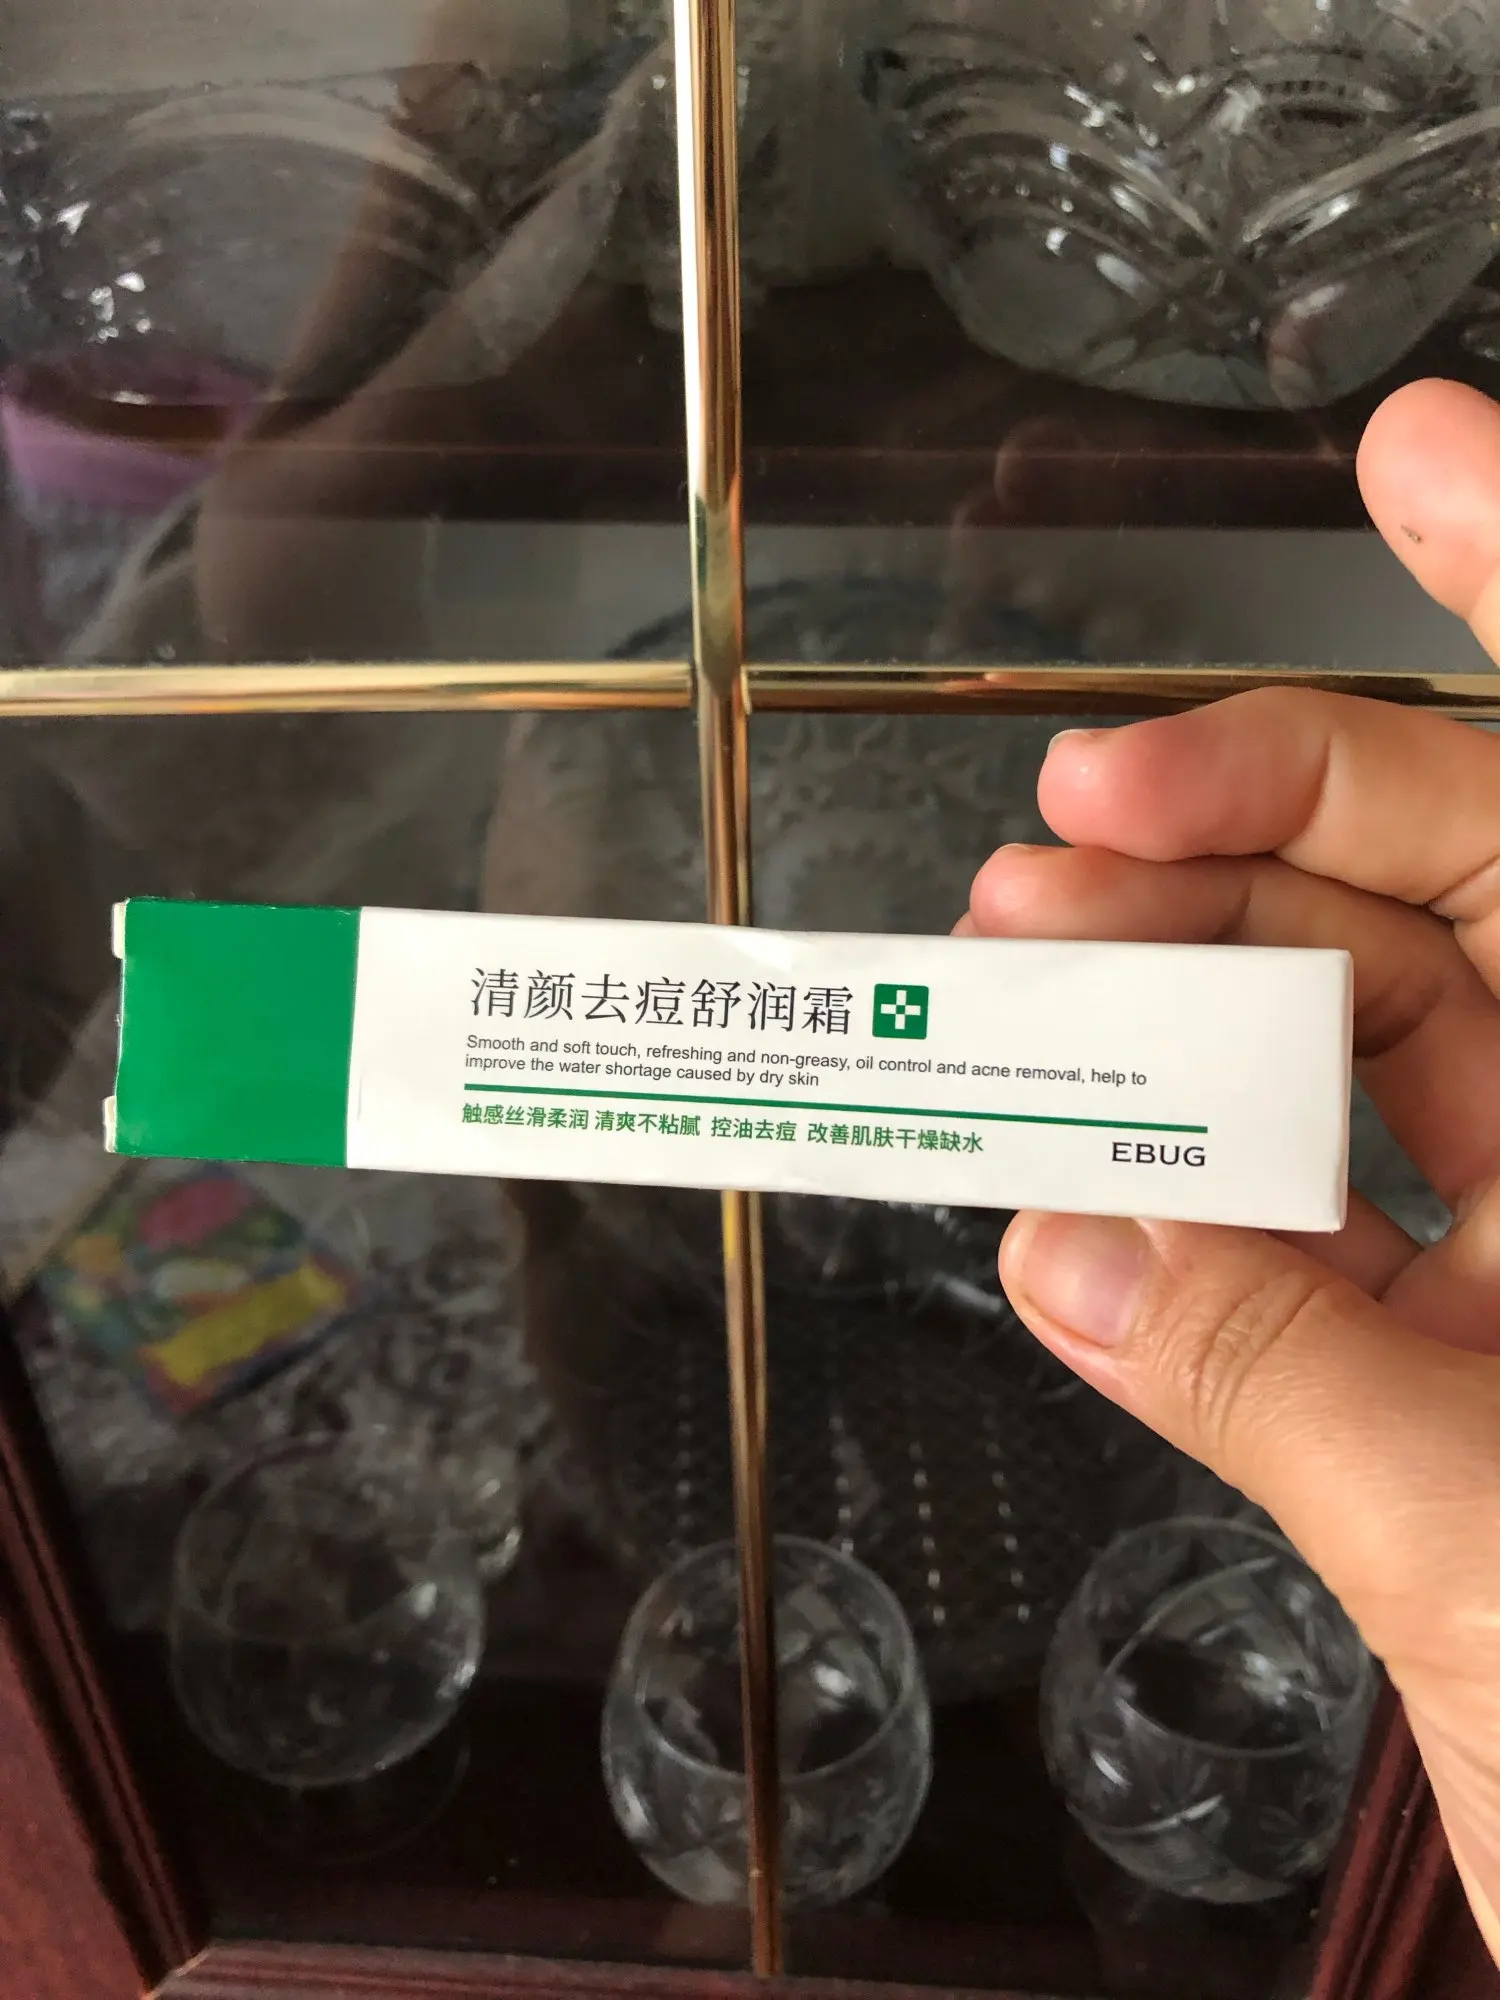 清颜去痘舒润霜
Smooth and soft touch, refreshing and non-greasy, oil control and acne removal, help to
improve the water shortage caused by dry skin
触感丝滑柔润 清爽不粘腻 控油去痘 改善肌肤干燥缺水
EBUG